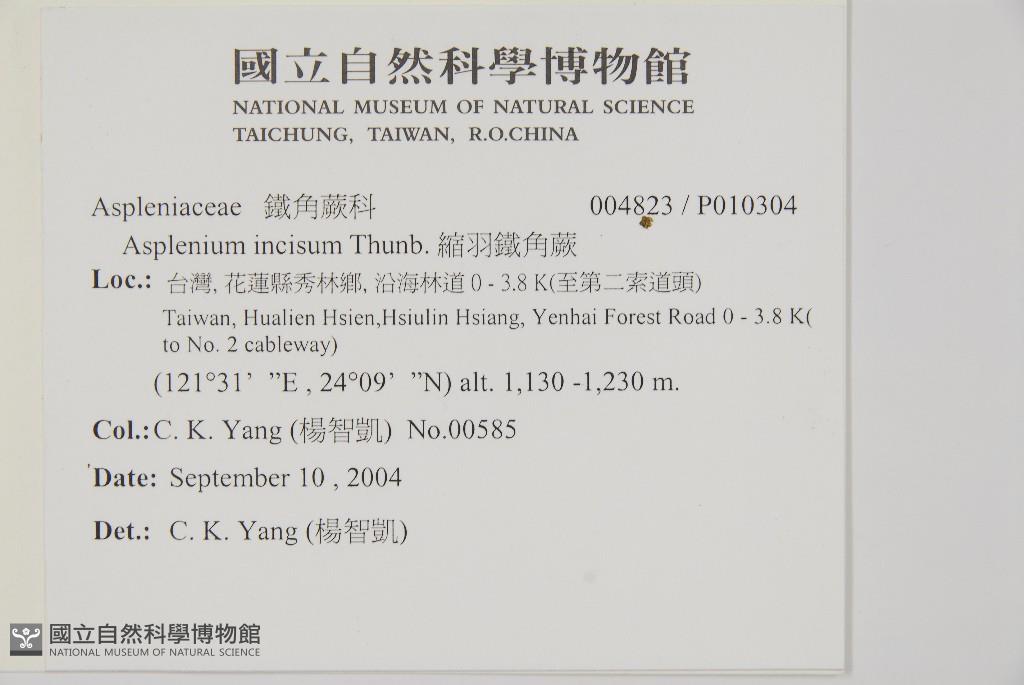 國立自然科學博物館
NATIONAL MUSEUM OF NATURAL SCIENCE
TAICHUNG, TAIWAN, R.O.CHINA
Aspleniaceae 鐵角蕨科 004823 / P010304
Asplenium incisum Thunb. 縮羽鐵角蕨
Loc.: 台灣, 花蓮縣秀林鄉, 沿海林道 0 - 3.8 K(至第二索道頭)
Taiwan, Hualien Hsien,Hsiulin Hsiang, Yenhai Forest Road 0 - 3.8 K(
to No. 2 cableway)
(121°31’ ”E , 24°09’ ”N) alt. 1,130 -1,230 m.
Col.:C. K. Yang (楊智凱) No.00585
Date: September 10 , 2004
Det.: C. K. Yang (楊智凱)
國立自然科學博物館
NATIONAL MUSEUM OF NATURAL SCIENCE